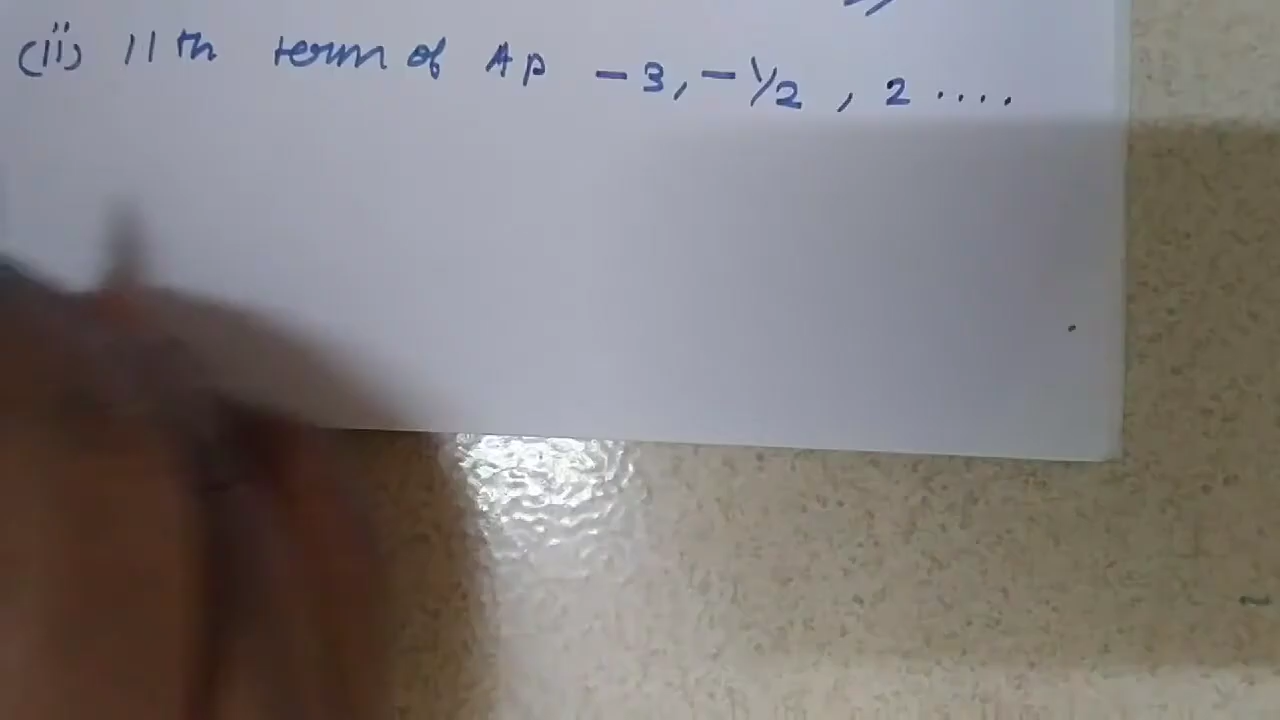 (ii) 11th term of Ap -3, -1/2, 2 ....